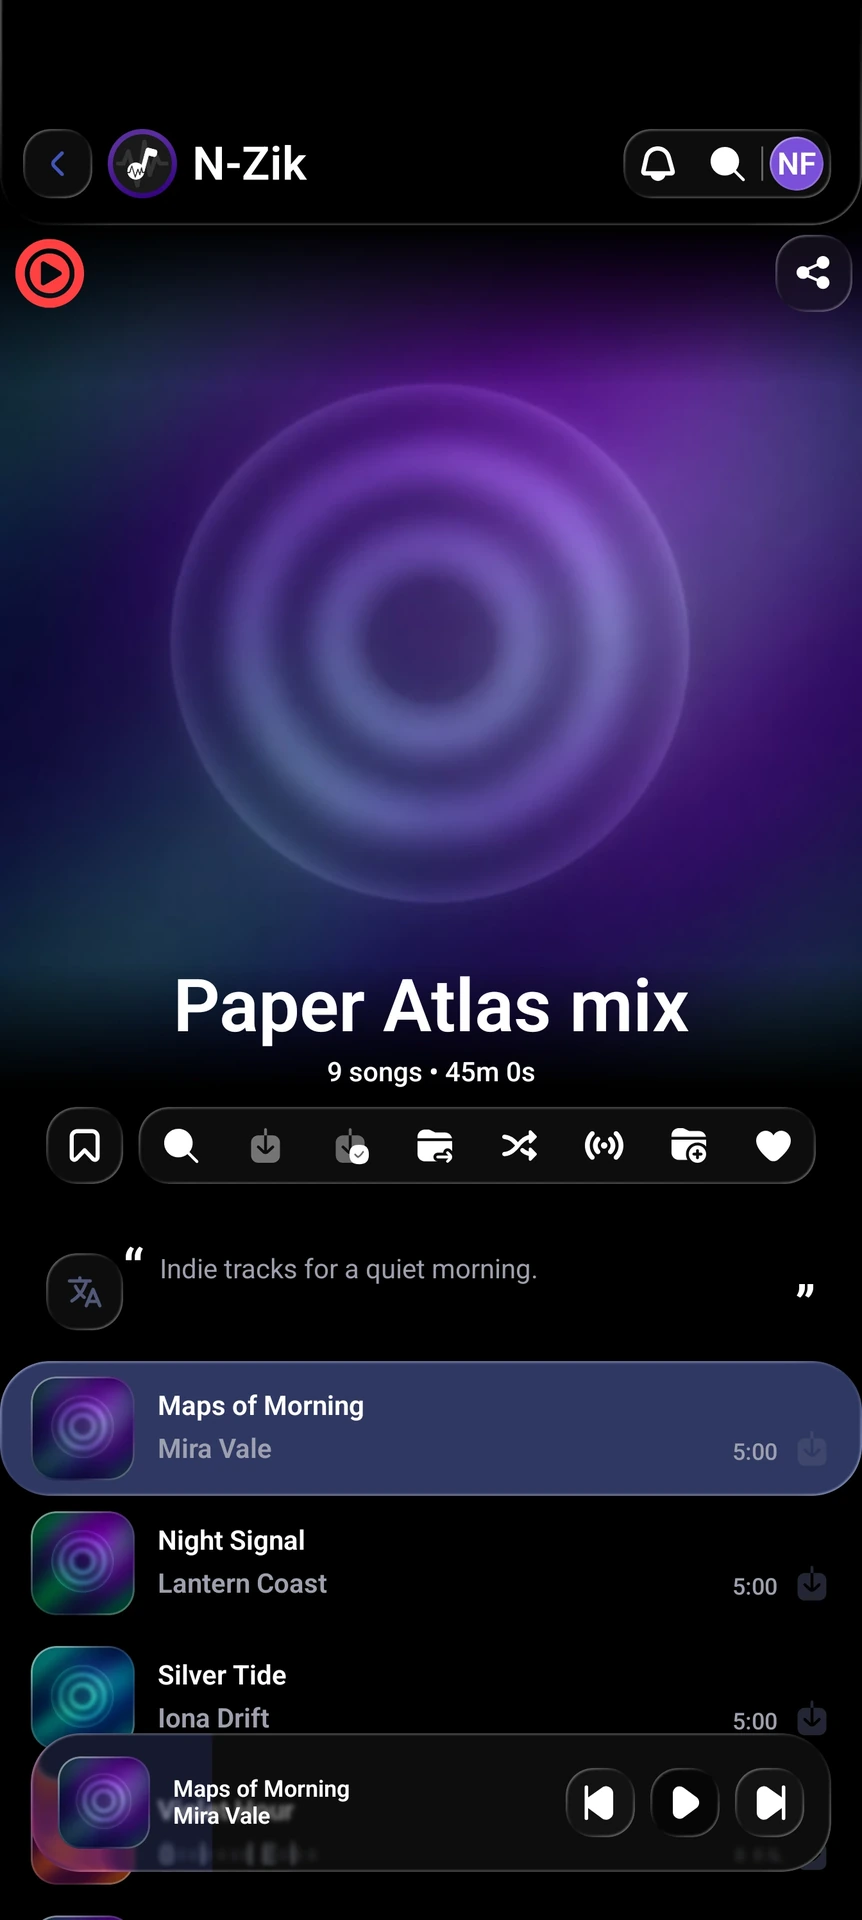 N-Zik
NF
Paper Atlas mix
9 songs • 45m 0s
“ Indie tracks for a quiet morning. ”
Maps of Morning
Mira Vale
5:00
Night Signal
Lantern Coast
5:00
Silver Tide
Iona Drift
5:00
Maps of Morning
Mira Vale